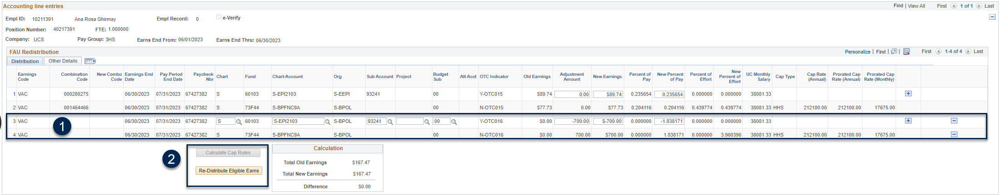 Accounting line entries Find | View All First 1 of 1 Last
Empl ID: 10211391 Ana Rosa Ghirmay Empl Record: 0 e-Verify
Position Number: 40217391 FTE: 1.000000
Company: UCS Pay Group: 3HS Earns End From: 06/01/2023 Earns End Thru: 06/30/2023
FAU Redistribution Personalize | Find | First 1-4 of 4 Last
Distribution Other Details
Earnings Code Combination Code New Combo Code Earnings End Date Pay Period End Date Paycheck Nbr Chart Fund Chart-Account Org Sub Account Project Budget Sub Alt Acct OTC Indicator Old Earnings Adjustment Amount New Earnings Percent of Pay New Percent of Pay Percent of Effort New Percent of Effort UC Monthly Salary Cap Type Cap Rate (Annual) Prorated Cap Rate (Annual) Prorated Cap Rate (Monthly)
1 VAC 000280275 06/30/2023 07/31/2023 67427382 S 60103 S-EPI2103 S-EEPI 93241 00 Y-OTC015 $89.74 0.00 $89.74 0.235654 0.235654 0.000000 0.000000 38081.33
2 VAC 001464466 06/30/2023 07/31/2023 67427382 S 73F44 S-BPFNC9A S-BPOL 00 N-OTC015 $77.73 0.00 $77.73 0.204116 0.204116 0.439774 0.439774 38081.33 HHS 212100.00 212100.00 17675.00
3 VAC 06/30/2023 07/31/2023 67427382 S 60103 S-EPI2103 S-BPOL 93241 00 Y-OTC016 $0.00 -700.00 $-700.00 0.000000 -1.838171 0.000000 0.000000 38081.33
1
4 VAC 06/30/2023 07/31/2023 67427382 S 73F44 S-BPFNC9A S-BPOL 00 N-OTC016 $0.00 700.00 $700.00 0.000000 1.838171 0.000000 3.960396 38081.33 HHS 212100.00 212100.00 17675.00
2
Calculate Cap Rules
Re-Distribute Eligible Earns
Calculation
Total Old Earnings $167.47
Total New Earnings $167.47
Difference $0.00